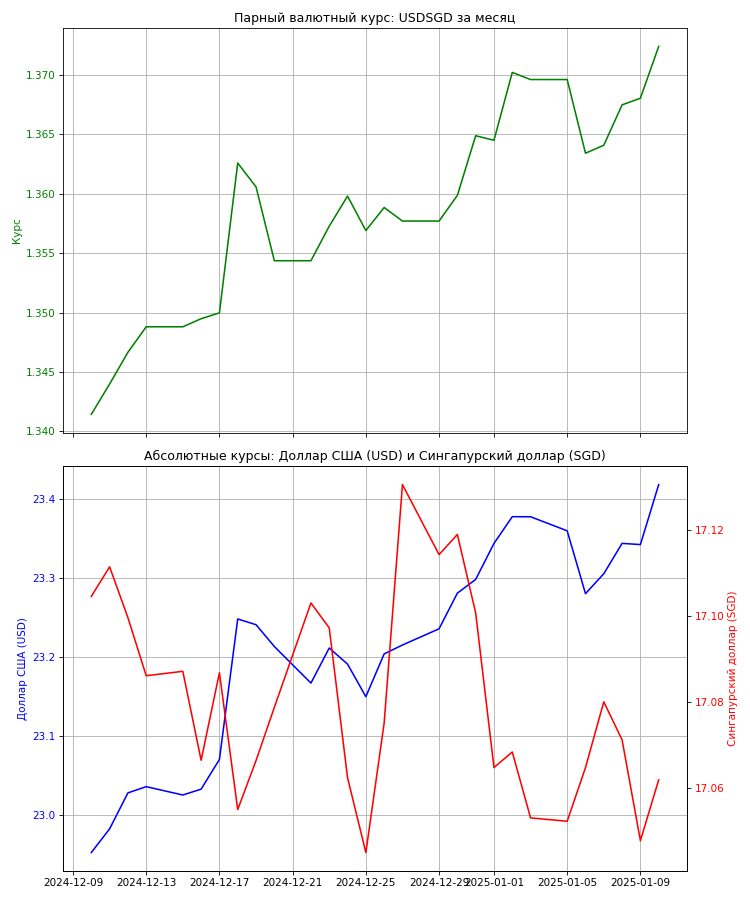 Парный валютный курс: USDSGD за месяц
1.370
1.365
1.360
1.355
1.350
1.345
1.340
Курс
Абсолютные курсы: Доллар США (USD) и Сингапурский доллар (SGD)
23.4
23.3
23.2
23.1
23.0
Доллар США (USD)
17.12
17.10
17.08
17.06
Сингапурский доллар (SGD)
2024-12-09 2024-12-13 2024-12-17 2024-12-21 2024-12-25 2024-12-29 2025-01-01 2025-01-05 2025-01-09